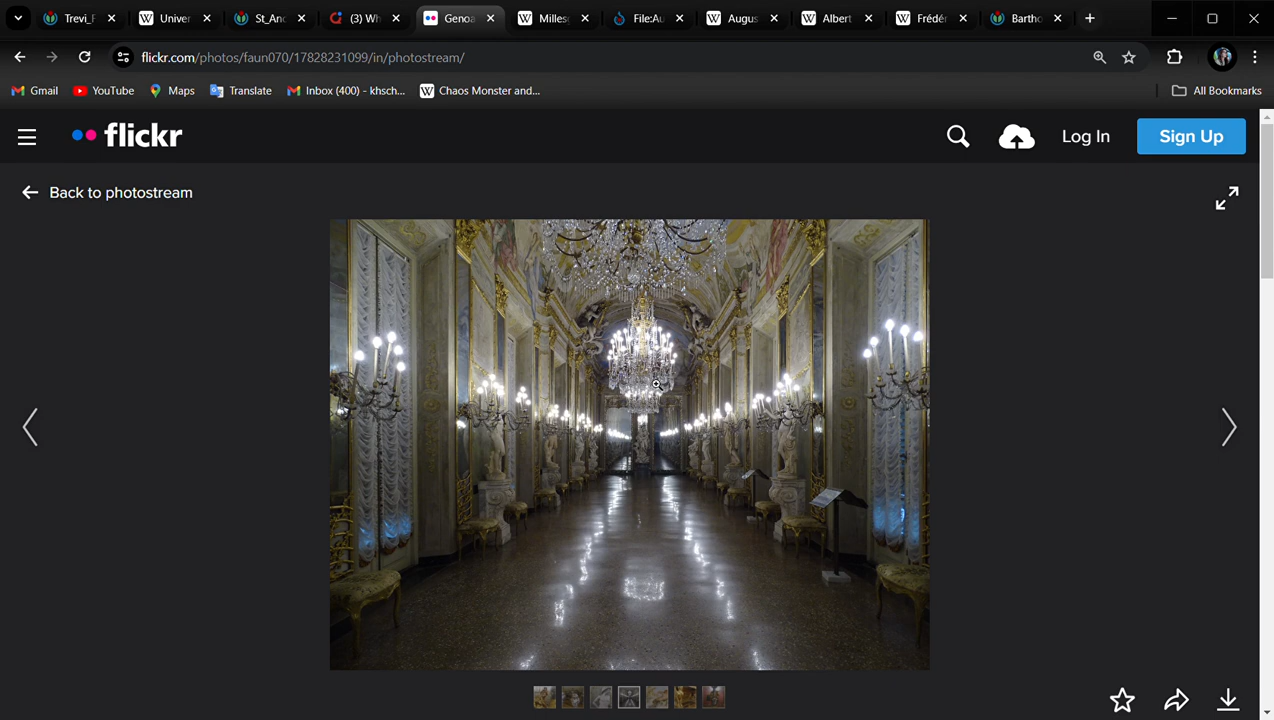 Trevi_F
Univer
St_And
(3) Wh
Genoa
Millesg
File:Au
Augus
Albert
Frédér
Bartho
flickr.com/photos/faun070/17828231099/in/photostream/
Gmail
YouTube
Maps
Translate
Inbox (400) - khsch...
Chaos Monster and...
All Bookmarks
flickr
Log In
Sign Up
Back to photostream